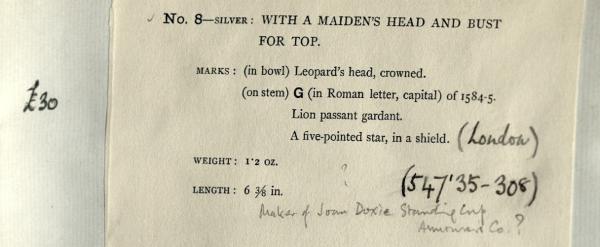 No. 8—SILVER: WITH A MAIDEN'S HEAD AND BUST
FOR TOP.
MARKS: (in bowl) Leopard's head, crowned.
(on stem) G (in Roman letter, capital) of 1584-5.
Lion passant gardant.
A five-pointed star, in a shield. (London)
£30
WEIGHT: 1·2 oz.
?
LENGTH: 6 3/8 in.
(547'35-308)
Maker of Joan Doxie Standing Cup
Co.?